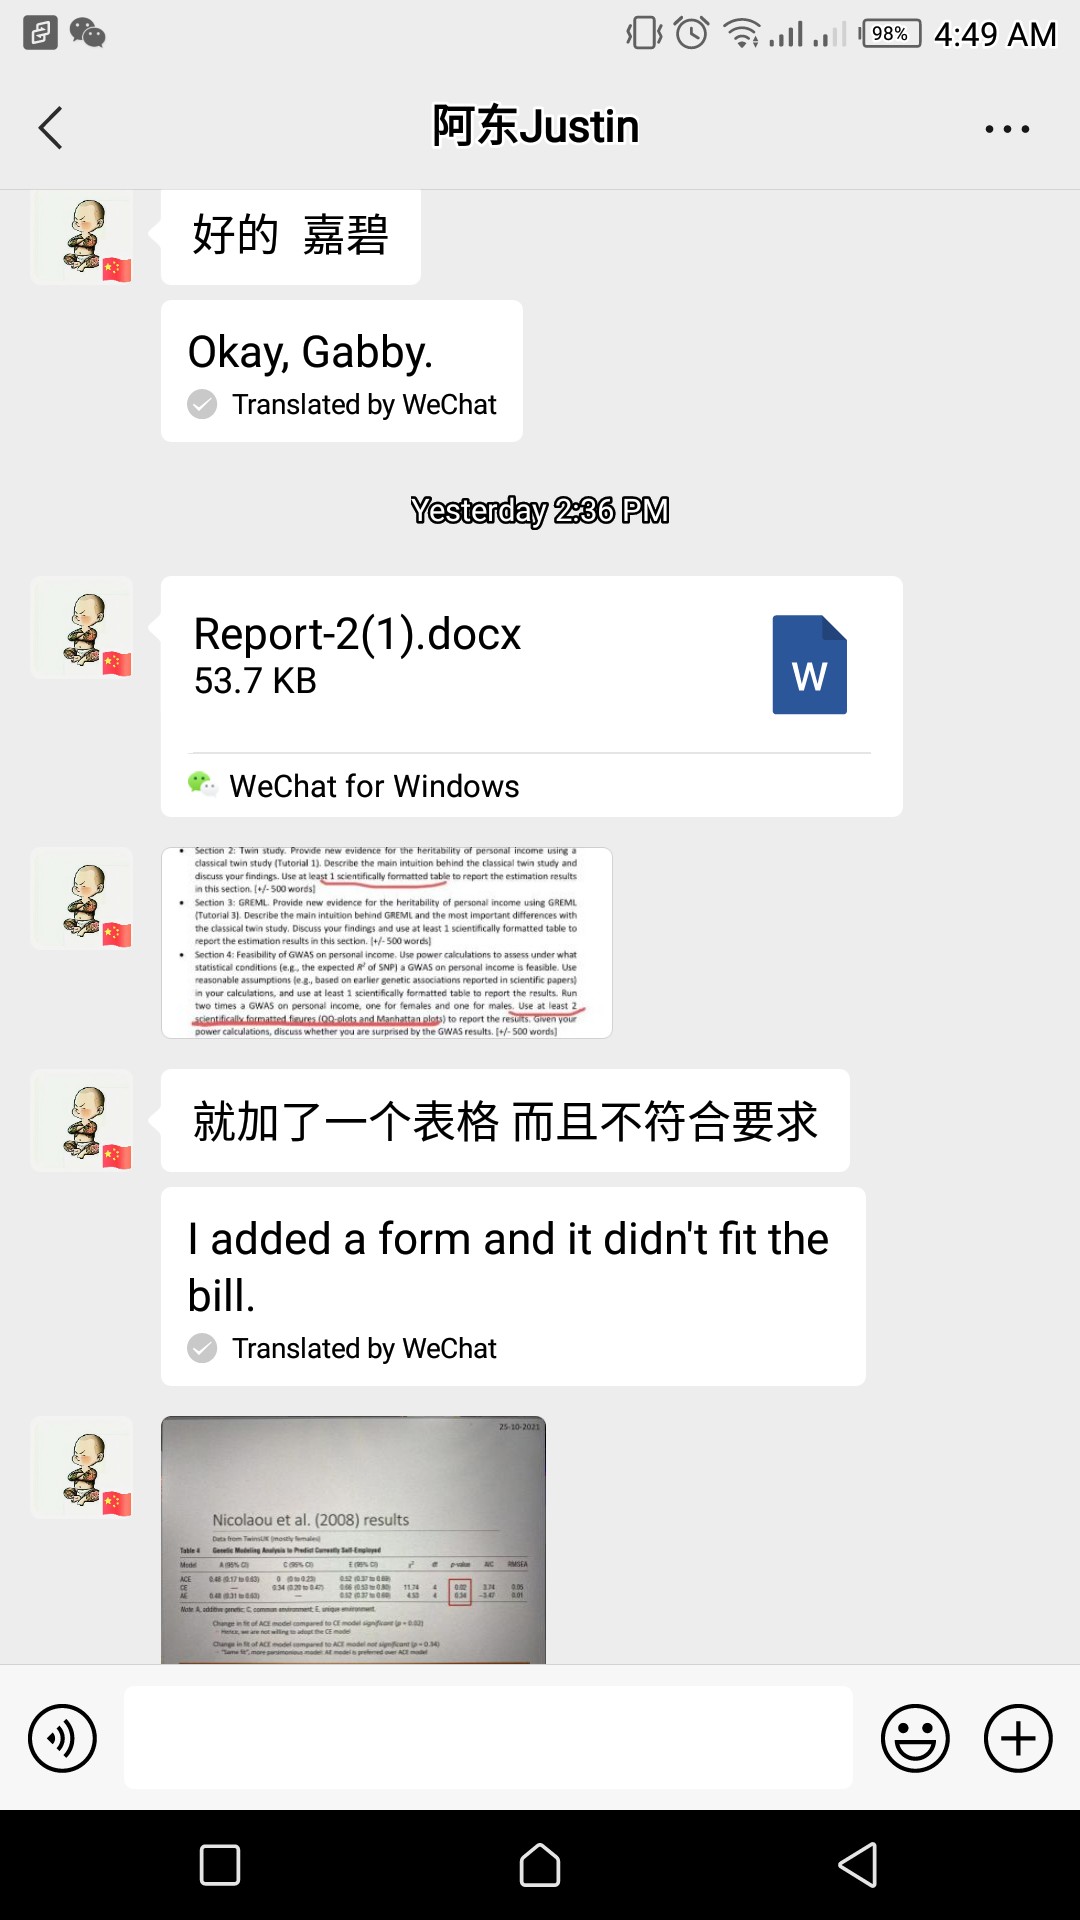 98%
4:49 AM
阿东Justin
好的 嘉碧
Okay, Gabby.
Translated by WeChat
Yesterday 2:36 PM
Report-2(1).docx
53.7 KB
W
WeChat for Windows
• Section 2: Twin study. Provide new evidence for the heritability of personal income using a
classical twin study (Tutorial 1). Describe the main intuition behind the classical twin study and
discuss your findings. Use at least 1 scientifically formatted table to report the estimation results
in this section. [+/- 500 words]
• Section 3: GREML. Provide new evidence for the heritability of personal income using GREML
(Tutorial 3). Describe the main intuition behind GREML and the most important differences with
the classical twin study. Discuss your findings and use at least 1 scientifically formatted table to
report the estimation results in this section. [+/- 500 words]
• Section 4: Feasibility of GWAS on personal income. Use power calculations to assess under what
statistical conditions (e.g., the expected R² of SNP) a GWAS on personal income is feasible. Use
reasonable assumptions (e.g., based on earlier genetic associations reported in scientific papers)
in your calculations, and use at least 1 scientifically formatted table to report the results. Run
two times a GWAS on personal income, one for females and one for males. Use at least 2
scientifically formatted figures (QQ-plots and Manhattan plots) to report the results. Given your
power calculations, discuss whether you are surprised by the GWAS results. [+/- 500 words]
就加了一个表格 而且不符合要求
I added a form and it didn't fit the
bill.
Translated by WeChat
25-10-2021
Nicolaou et al. (2008) results
Data from TwinsUK (mostly females)
Table 4 Genetic Modeling Analysis to Predict Currently Self-Employed
Model A (95% CI) C (95% CI) E (95% CI) χ² df p-value AIC RMSEA
ACE 0.48 (0.17 to 0.63) 0 (0 to 0.23) 0.52 (0.37 to 0.69)
CE — 0.34 (0.20 to 0.47) 0.66 (0.53 to 0.80) 11.74 4 0.02 3.74 0.05
AE 0.48 (0.31 to 0.63) — 0.52 (0.37 to 0.69) 4.53 4 0.34 -3.47 0.01
Note: A, additive genetic; C, common environment; E, unique environment.
Change in fit of ACE model compared to CE model significant (p = 0.02)
- Hence, we are not willing to adopt the CE model
Change in fit of ACE model compared to ACE model not significant (p = 0.34)
- "Same fit", more parsimonious model: AE model is preferred over ACE model